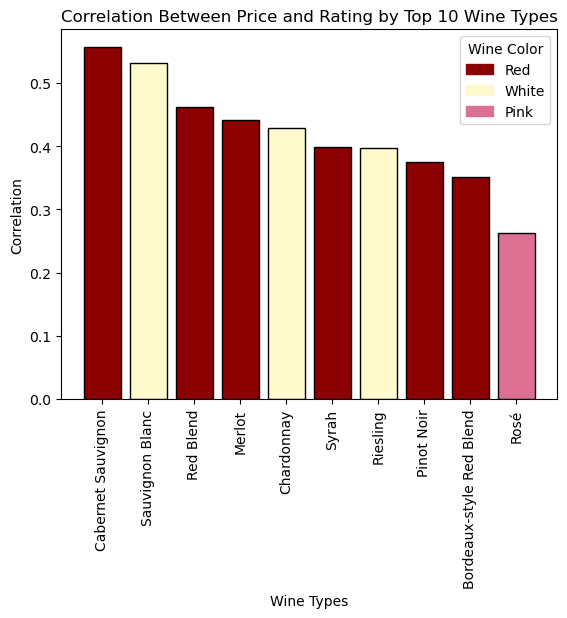 Correlation Between Price and Rating by Top 10 Wine Types
Wine Color
Red
White
Pink
Correlation
0.5
0.4
0.3
0.2
0.1
0.0
Cabernet Sauvignon
Sauvignon Blanc
Red Blend
Merlot
Chardonnay
Syrah
Riesling
Pinot Noir
Bordeaux-style Red Blend
Rosé
Wine Types